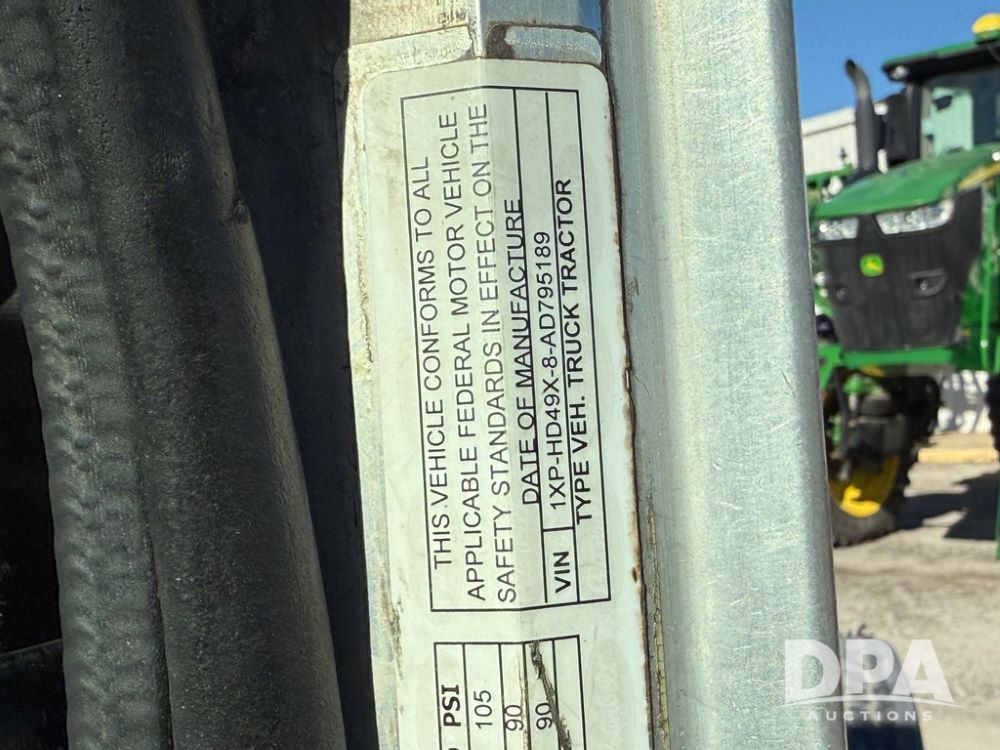 THIS VEHICLE CONFORMS TO ALL
APPLICABLE FEDERAL MOTOR VEHICLE
SAFETY STANDARDS IN EFFECT ON THE
DATE OF MANUFACTURE
VIN 1XP-HD49X-8-AD795189
TYPE VEH. TRUCK TRACTOR
PSI
105
90
90
DPA
AUCTIONS